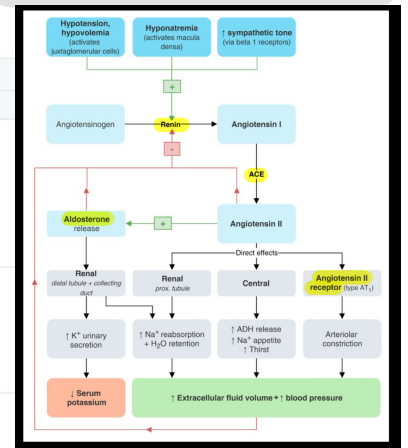 Hypotension,
hypovolemia
(activates
juxtaglomerular cells)
Hyponatremia
(activates macula
densa)
↑ sympathetic tone
(via beta 1 receptors)
+
Angiotensinogen
Renin
Angiotensin I
-
ACE
Aldosterone
release
+
Angiotensin II
Direct effects
Renal
distal tubule + collecting
duct
Renal
prox. tubule
Central
Angiotensin II
receptor (type AT₁)
↑ K⁺ urinary
secretion
↑ Na⁺ reabsorption
+ H₂O retention
↑ ADH release
↑ Na⁺ appetite
↑ Thirst
Arteriolar
constriction
↓ Serum
potassium
↑ Extracellular fluid volume + ↑ blood pressure